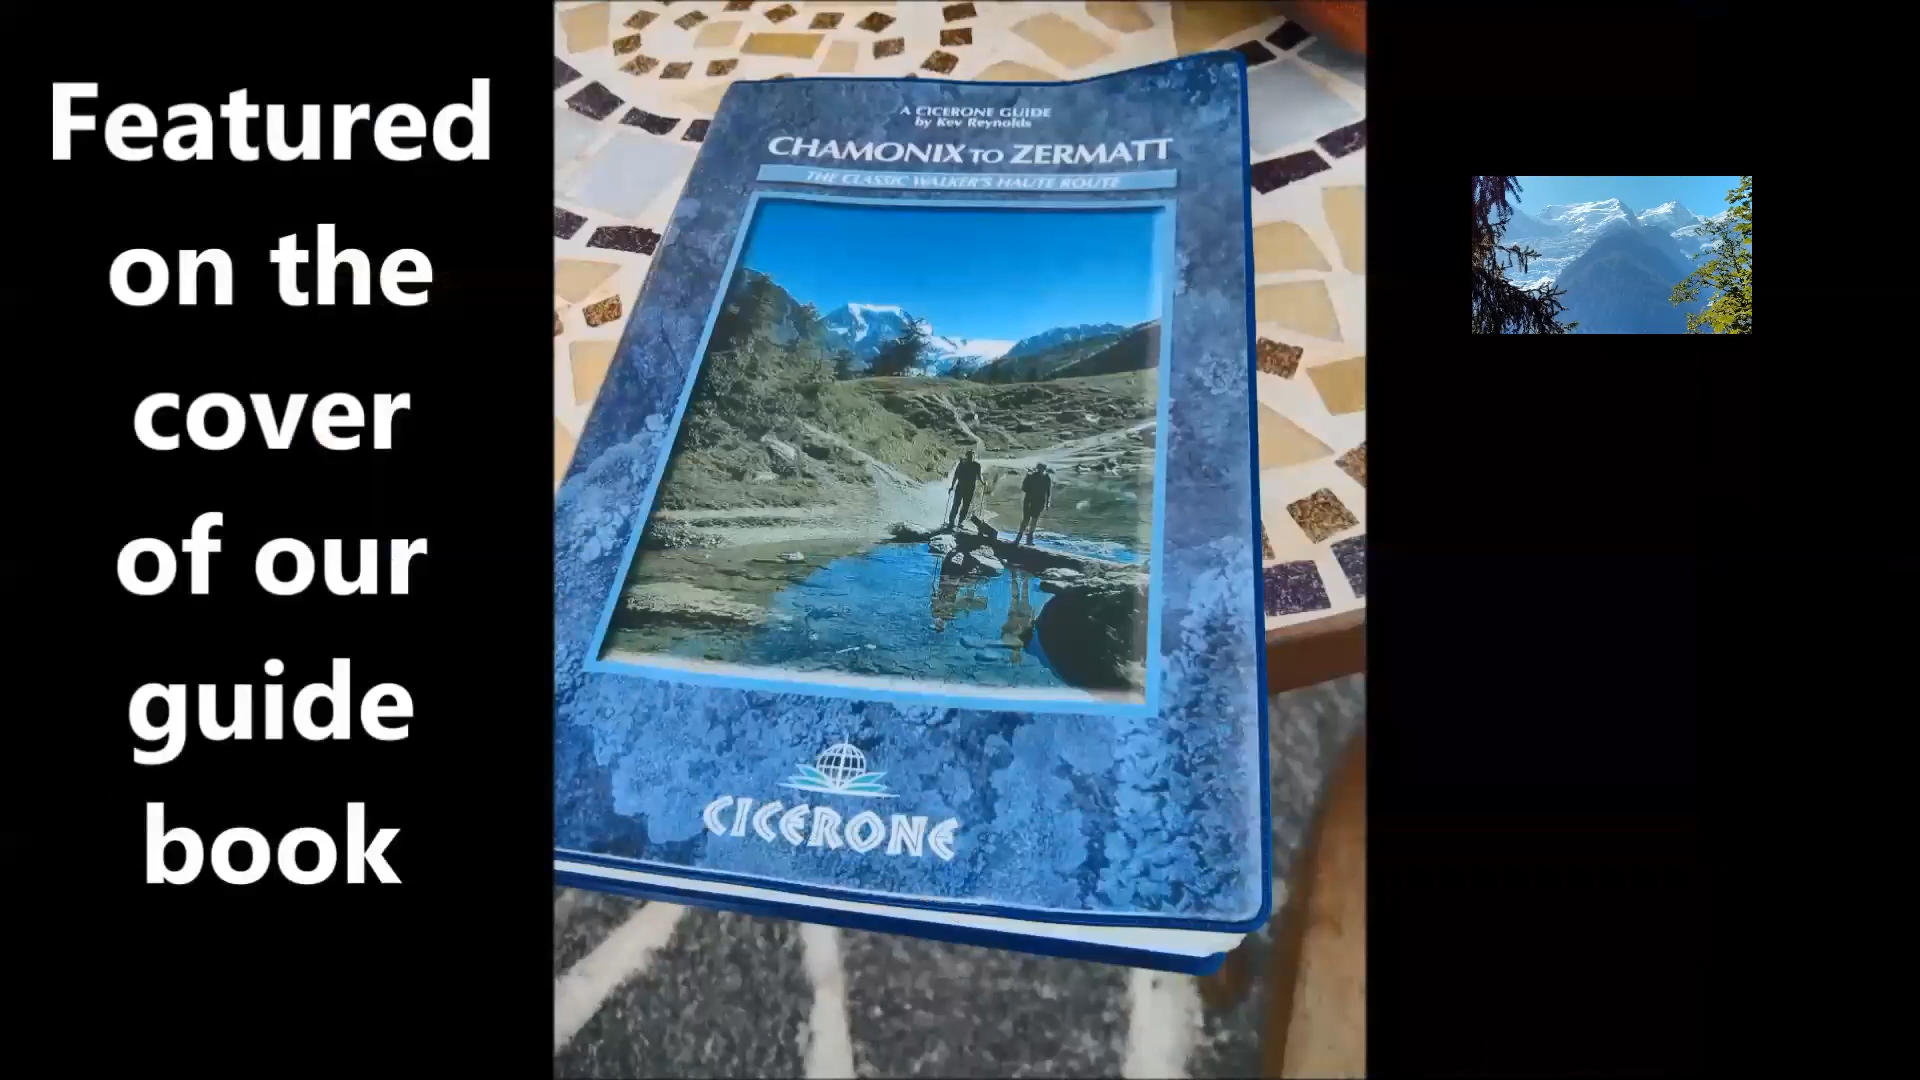 Featured
on the
cover
of our
guide
book
A CICERONE GUIDE
by Kev Reynolds
CHAMONIX TO ZERMATT
THE CLASSIC WALKER'S HAUTE ROUTE
CICERONE